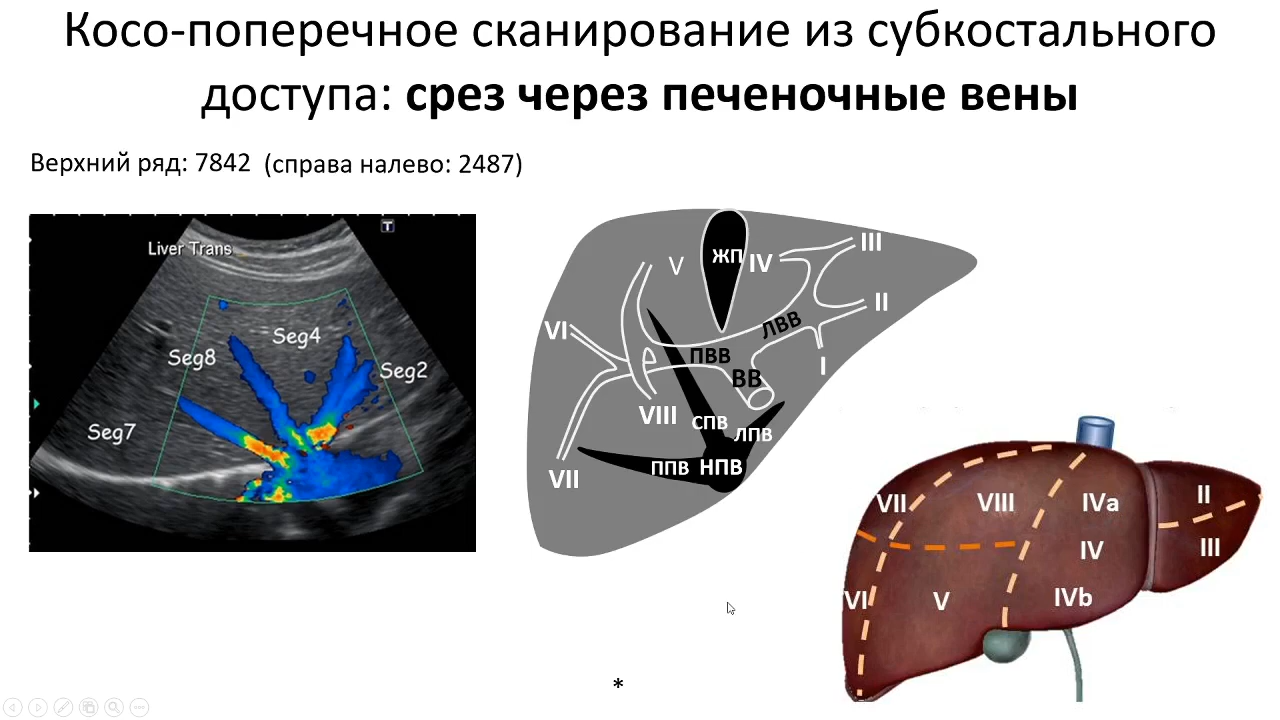 Косо-поперечное сканирование из субкостального
доступа: срез через печеночные вены
Верхний ряд: 7842 (справа налево: 2487)
T
Liver Trans
Seg4
Seg8
Seg2
Seg7
III
ЖП
IV
V
II
ЛВВ
VI
ПВВ
I
ВВ
VIII
СПВ
ЛПВ
ППВ
НПВ
VII
VII
VIII
IVa
II
IV
III
VI
V
IVb
*